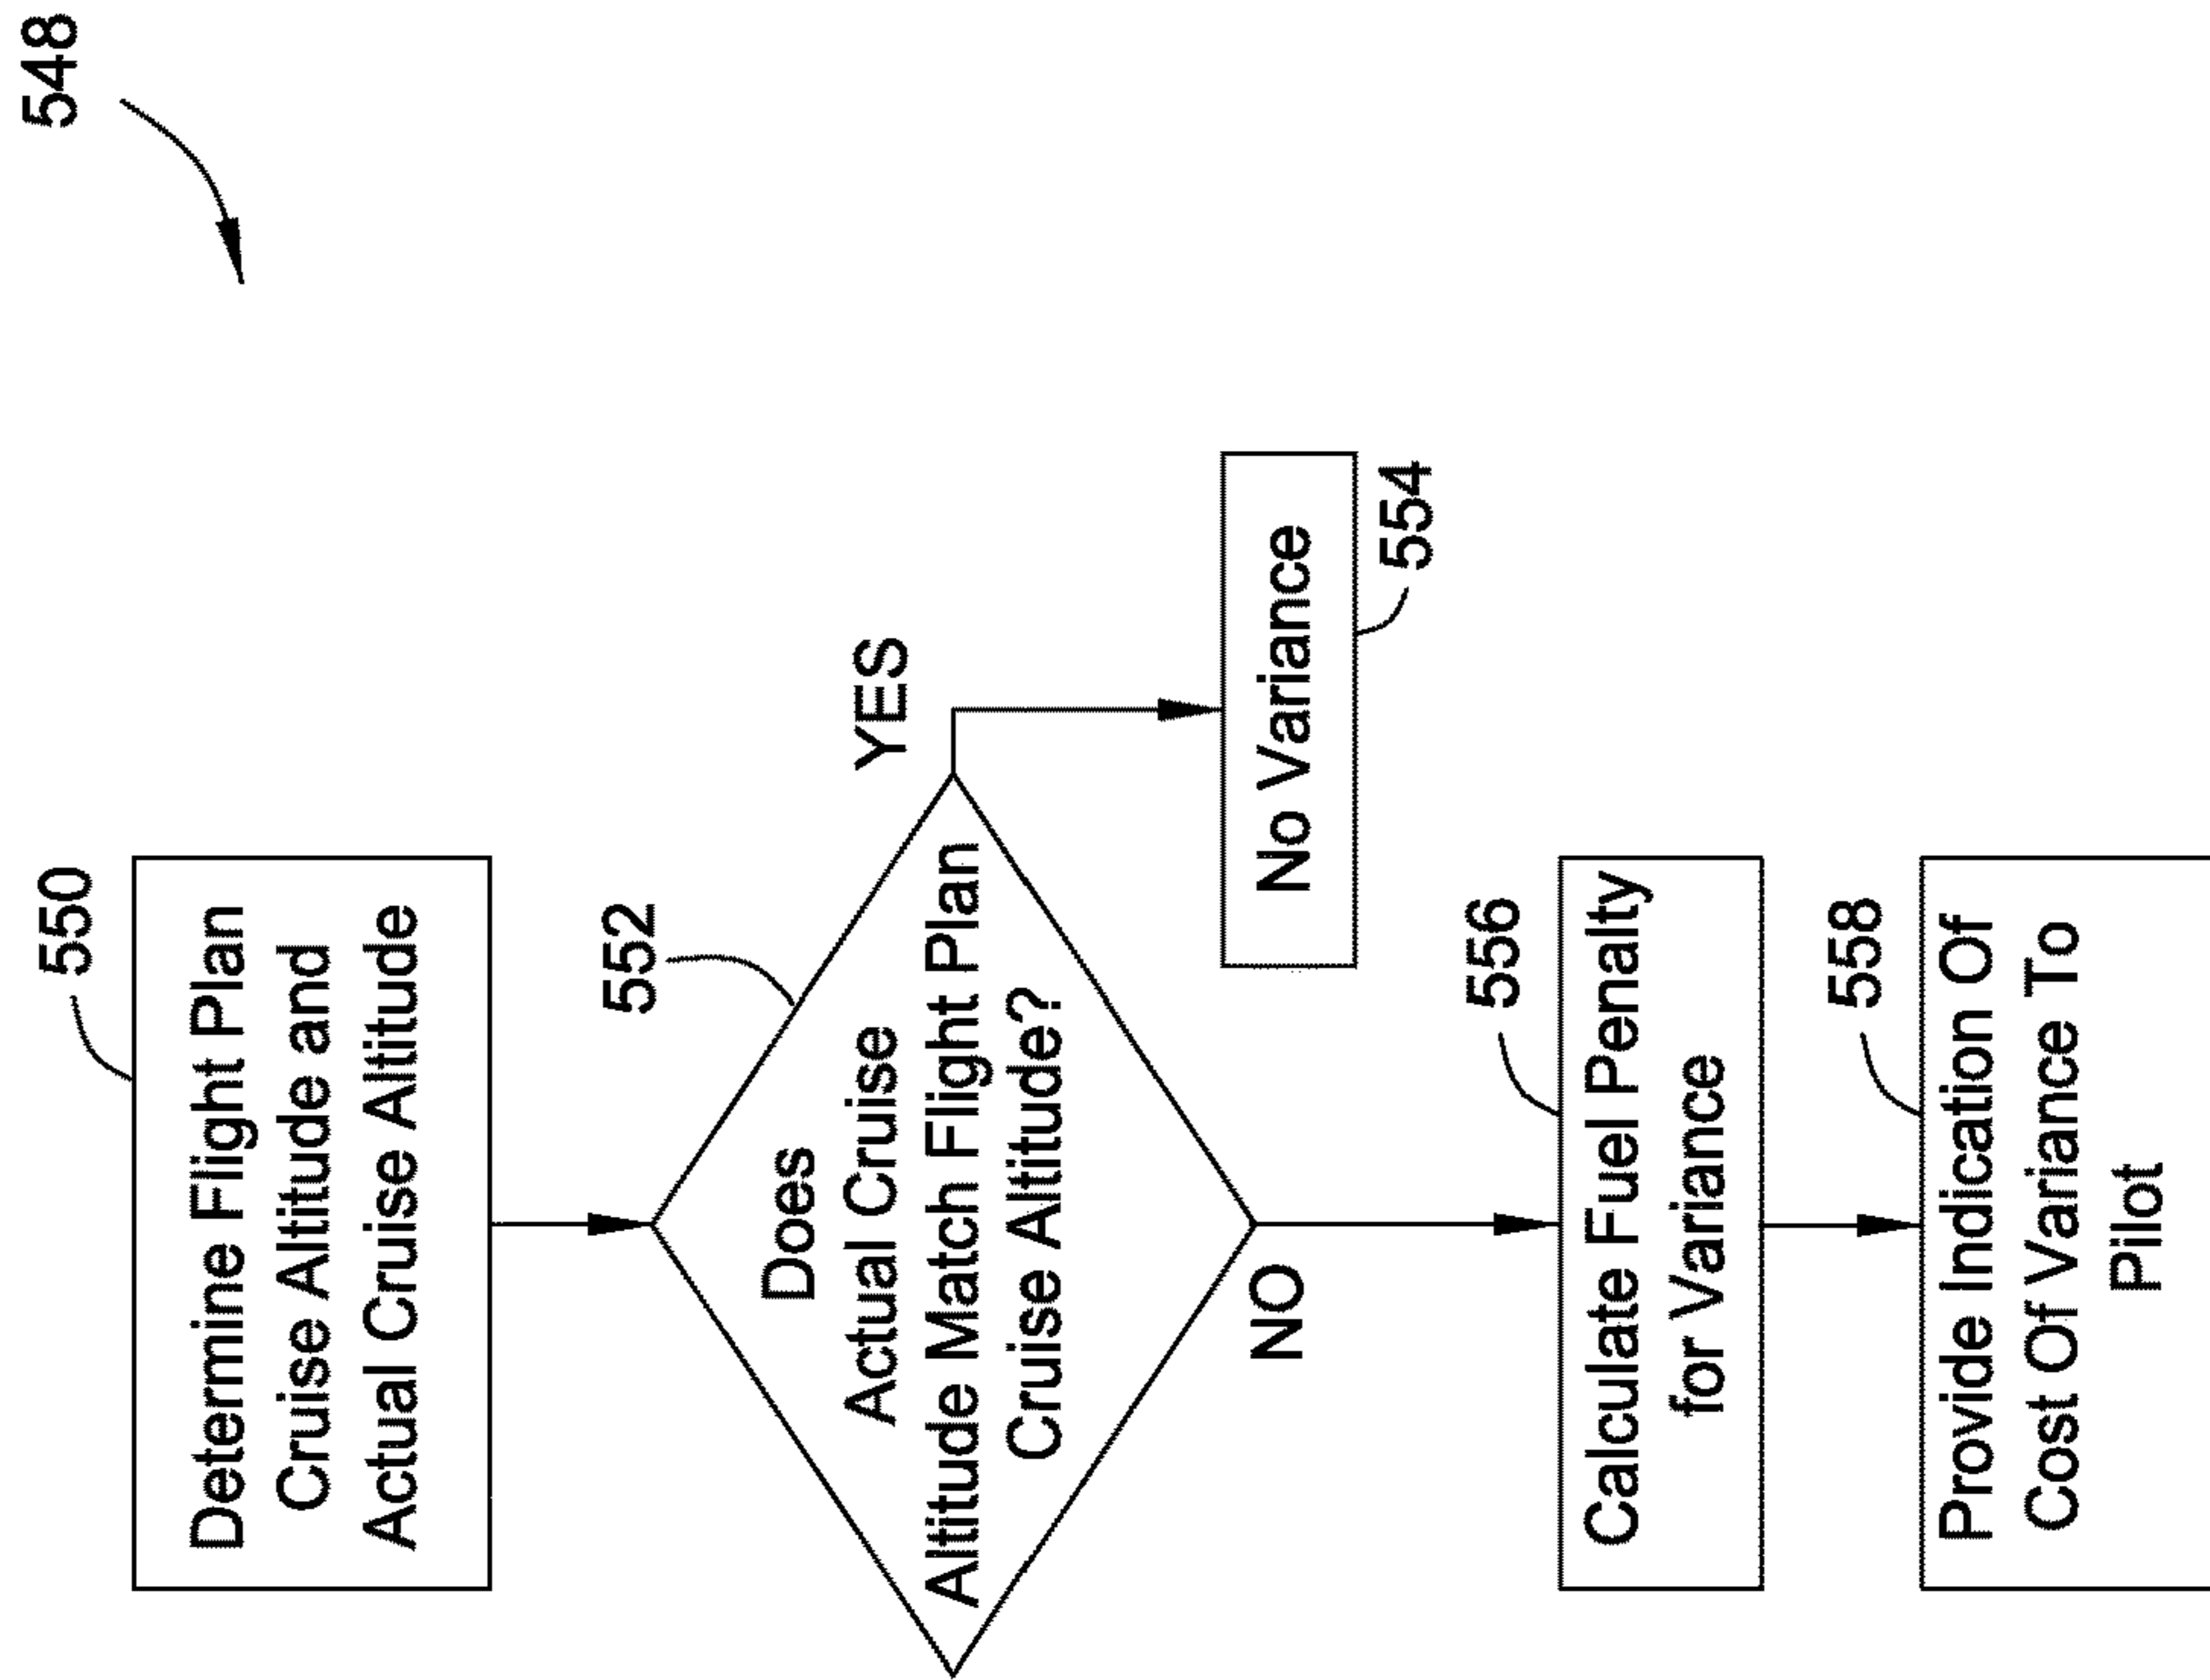 548
550
Determine Flight Plan
Cruise Altitude and
Actual Cruise Altitude
552
Does
Actual Cruise
Altitude Match Flight Plan
Cruise Altitude?
YES
No Variance
554
NO
556
Calculate Fuel Penalty
for Variance
558
Provide Indication Of
Cost Of Variance To
Pilot